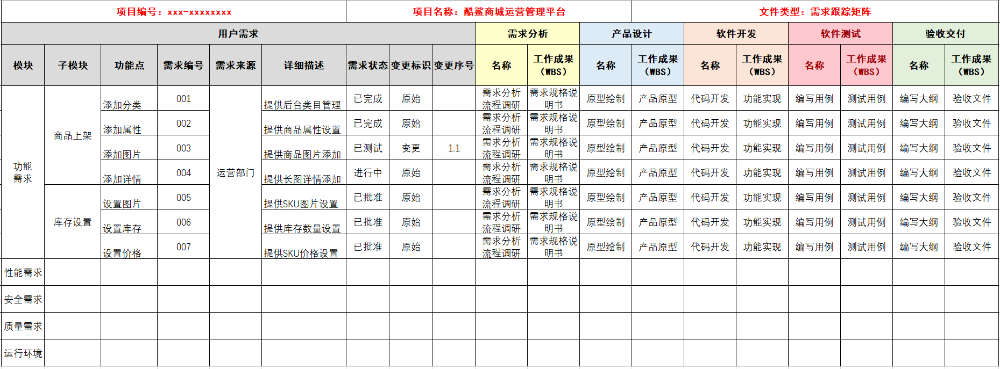 项目编号：xxx-xxxxxxxx 项目名称：酷鲨商城运营管理平台 文件类型：需求跟踪矩阵
用户需求 需求分析 产品设计 软件开发 软件测试 验收交付
模块 子模块 功能点 需求编号 需求来源 详细描述 需求状态 变更标识 变更序号 名称 工作成果（WBS） 名称 工作成果（WBS） 名称 工作成果（WBS） 名称 工作成果（WBS） 名称 工作成果（WBS）
功能需求 商品上架 添加分类 001 运营部门 提供后台类目管理 已完成 原始 需求分析流程调研 需求规格说明书 原型绘制 产品原型 代码开发 功能实现 编写用例 测试用例 编写大纲 验收文件
添加属性 002 提供商品属性设置 已完成 原始 需求分析流程调研 需求规格说明书 原型绘制 产品原型 代码开发 功能实现 编写用例 测试用例 编写大纲 验收文件
添加图片 003 提供商品图片添加 已测试 变更 1.1 需求分析流程调研 需求规格说明书 原型绘制 产品原型 代码开发 功能实现 编写用例 测试用例 编写大纲 验收文件
添加详情 004 提供长图详情添加 进行中 原始 需求分析流程调研 需求规格说明书 原型绘制 产品原型 代码开发 功能实现 编写用例 测试用例 编写大纲 验收文件
库存设置 设置图片 005 提供SKU图片设置 已批准 原始 需求分析流程调研 需求规格说明书 原型绘制 产品原型 代码开发 功能实现 编写用例 测试用例 编写大纲 验收文件
设置库存 006 提供库存数量设置 已批准 原始 需求分析流程调研 需求规格说明书 原型绘制 产品原型 代码开发 功能实现 编写用例 测试用例 编写大纲 验收文件
设置价格 007 提供SKU价格设置 已批准 原始 需求分析流程调研 需求规格说明书 原型绘制 产品原型 代码开发 功能实现 编写用例 测试用例 编写大纲 验收文件
性能需求
安全需求
质量需求
运行环境